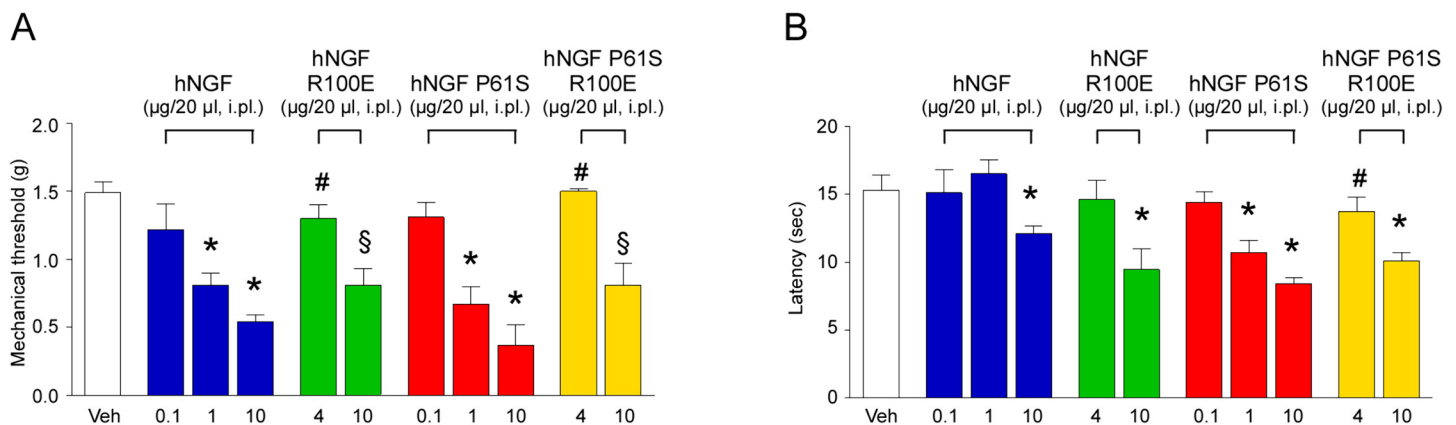 A
hNGF
(µg/20 µl, i.pl.)
hNGF
R100E
(µg/20 µl, i.pl.)
hNGF P61S
(µg/20 µl, i.pl.)
hNGF P61S
R100E
(µg/20 µl, i.pl.)
Mechanical threshold (g)
2.0
1.5
1.0
0.5
0.0
* * # § * * # §
Veh 0.1 1 10 4 10 0.1 1 10 4 10
B
hNGF
(µg/20 µl, i.pl.)
hNGF
R100E
(µg/20 µl, i.pl.)
hNGF P61S
(µg/20 µl, i.pl.)
hNGF P61S
R100E
(µg/20 µl, i.pl.)
Latency (sec)
20
15
10
5
0
* * * * # *
Veh 0.1 1 10 4 10 0.1 1 10 4 10